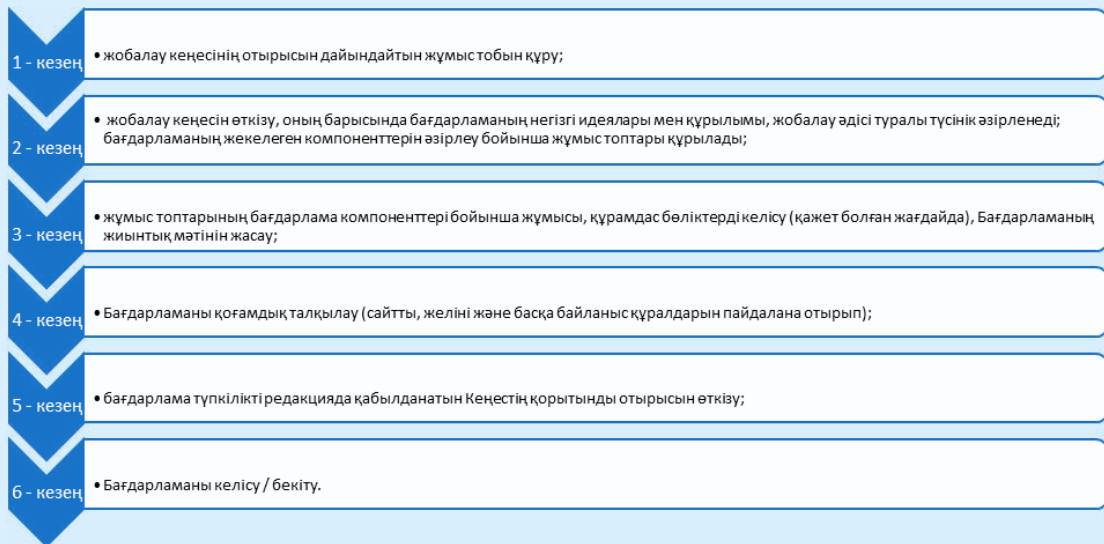 1 - кезең
• жобалау кеңесінің отырысын дайындайтын жұмыс тобын құру;
2 - кезең
• жобалау кеңесін өткізу, оның барысында бағдарламаның негізгі идеялары мен құрылымы, жобалау әдісі туралы түсінік әзірленеді;
бағдарламаның жекелеген компоненттерін әзірлеу бойынша жұмыс топтары құрылады;
3 - кезең
• жұмыс топтарының бағдарлама компоненттері бойынша жұмысы, құрамдас бөліктерді келісу (қажет болған жағдайда), Бағдарламаның
жиынтық мәтінін жасау;
4 - кезең
• Бағдарламаны қоғамдық талқылау (сайтты, желіні және басқа байланыс құралдарын пайдалана отырып);
5 - кезең
• бағдарлама түпкілікті редакцияда қабылданатын Кеңестің қорытынды отырысын өткізу;
6 - кезең
• Бағдарламаны келісу / бекіту.